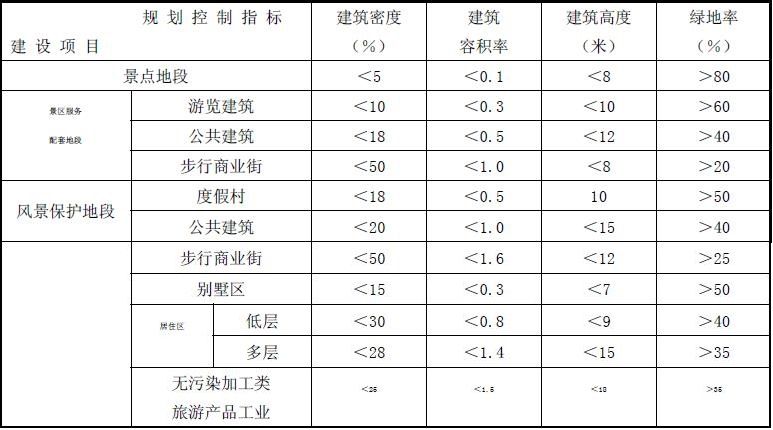 规 划 控 制 指 标 建筑密度 建筑 建筑高度 绿地率
建 设 项 目 （%） 容积率 （米） （%）
景点地段 ＜5 ＜0.1 ＜8 ＞80
景区服务 游览建筑 ＜10 ＜0.3 ＜10 ＞60
配套地段 公共建筑 ＜18 ＜0.5 ＜12 ＞40
步行商业街 ＜50 ＜1.0 ＜8 ＞20
风景保护地段 度假村 ＜18 ＜0.5 10 ＞50
公共建筑 ＜20 ＜1.0 ＜15 ＞40
步行商业街 ＜50 ＜1.6 ＜12 ＞25
别墅区 ＜15 ＜0.3 ＜7 ＞50
居住区 低层 ＜30 ＜0.8 ＜9 ＞40
多层 ＜28 ＜1.4 ＜15 ＞35
无污染加工类 ＜25 ＜1.5 ＜18 ＞35
旅游产品工业